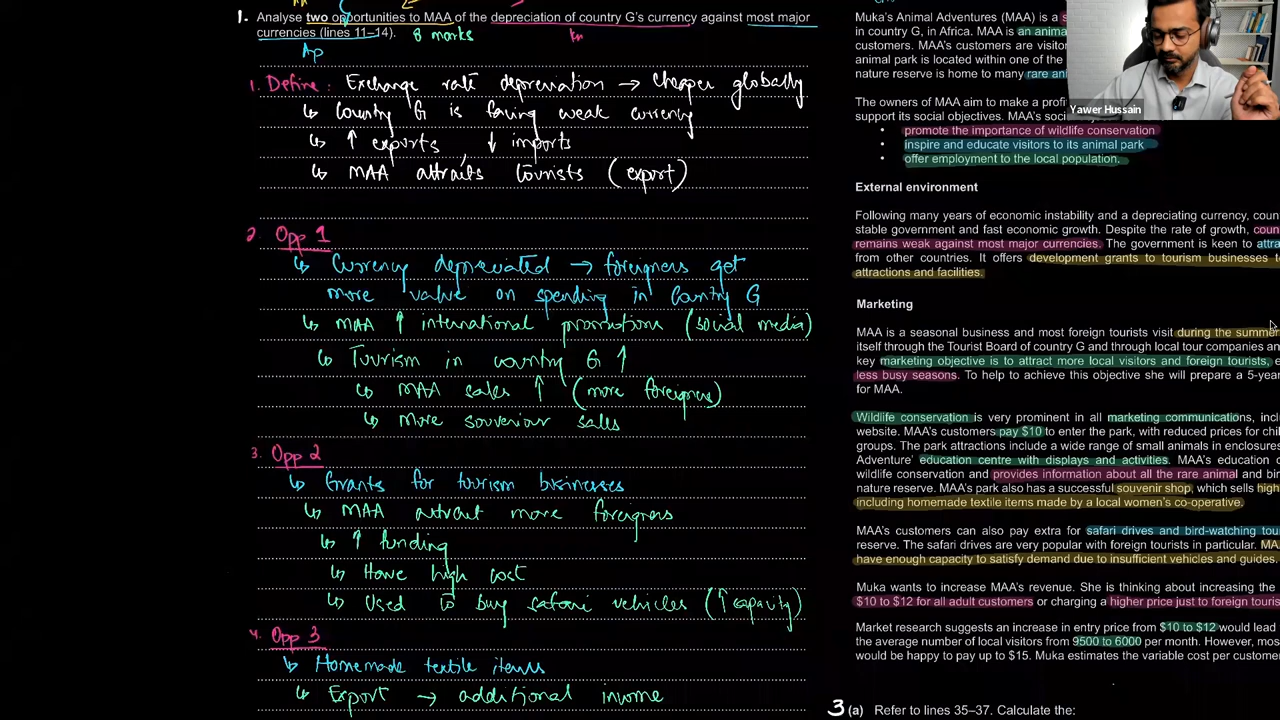 1. Analyse two opportunities to MAA of the depreciation of country G's currency against most major
currencies (lines 11–14). 8 marks
Ap
Kn
1. Define: Exchange rate depreviation → cheaper globally
↳ Country G is facing weak currency
↳ ↑ exports, ↓ imports
↳ MAA attracts tourists (export)
2. Opp 1
↳ Currency depreciated → foreigners get
more value on spending in Country G
↳ MAA ↑ international promotions (social media)
↳ Tourism in country G ↑
↳ MAA sales ↑ (more foreigners)
↳ More souveniour sales
3. Opp 2
↳ Grants for tourism businesses
↳ MAA attract more foreigners
↳ ↑ funding
↳ Have high cost
↳ Used to buy safari vehicles (↑ capacity)
4. Opp 3
↳ Homemade textile items
↳ Export → additional income
Muka's Animal Adventures (MAA) is a
in country G, in Africa. MAA is an anima
customers. MAA's customers are visitor
animal park is located within one of the
nature reserve is home to many rare ani
Yawer Hussain
The owners of MAA aim to make a profi
support its social objectives. MAA's soci
• promote the importance of wildlife conservation
• inspire and educate visitors to its animal park
• offer employment to the local population.
External environment
Following many years of economic instability and a depreciating currency, coun
stable government and fast economic growth. Despite the rate of growth, coun
remains weak against most major currencies. The government is keen to attra
from other countries. It offers development grants to tourism businesses to
attractions and facilities.
Marketing
MAA is a seasonal business and most foreign tourists visit during the summer
itself through the Tourist Board of country G and through local tour companies an
key marketing objective is to attract more local visitors and foreign tourists, e
less busy seasons. To help to achieve this objective she will prepare a 5-year
for MAA.
Wildlife conservation is very prominent in all marketing communications, incl
website. MAA's customers pay $10 to enter the park, with reduced prices for chil
groups. The park attractions include a wide range of small animals in enclosures
Adventure' education centre with displays and activities. MAA's education c
wildlife conservation and provides information about all the rare animal and bir
nature reserve. MAA's park also has a successful souvenir shop, which sells high
including homemade textile items made by a local women's co-operative.
MAA's customers can also pay extra for safari drives and bird-watching tour
reserve. The safari drives are very popular with foreign tourists in particular. MA
have enough capacity to satisfy demand due to insufficient vehicles and guides.
Muka wants to increase MAA's revenue. She is thinking about increasing the
$10 to $12 for all adult customers or charging a higher price just to foreign touris
Market research suggests an increase in entry price from $10 to $12 would lead
the average number of local visitors from 9500 to 6000 per month. However, mos
would be happy to pay up to $15. Muka estimates the variable cost per custome
3 (a) Refer to lines 35–37. Calculate the: